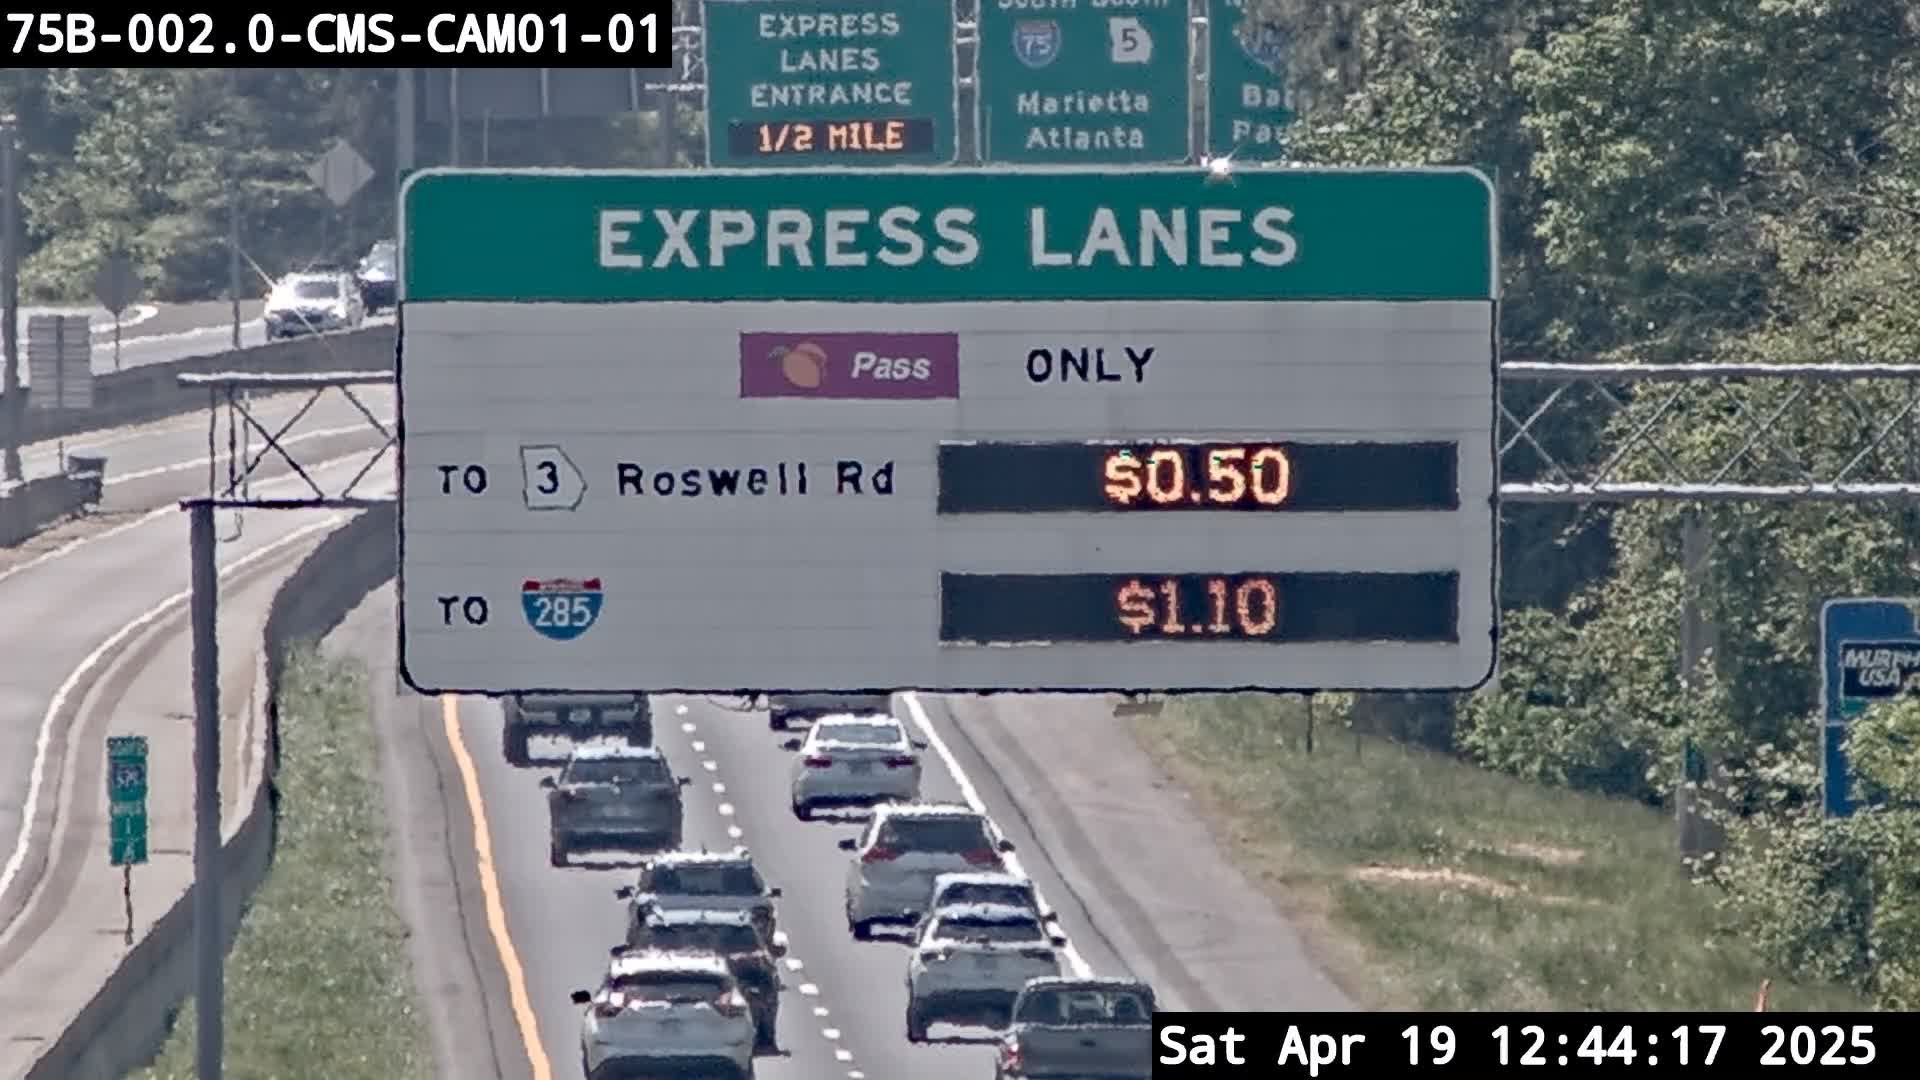 75B-002.0-CMS-CAM01-01
EXPRESS
LANES
ENTRANCE
1/2 MILE
75 5
Marietta
Atlanta
EXPRESS LANES
Pass ONLY
TO 3 Roswell Rd $0.50
TO 285 $1.10
USA
Sat Apr 19 12:44:17 2025